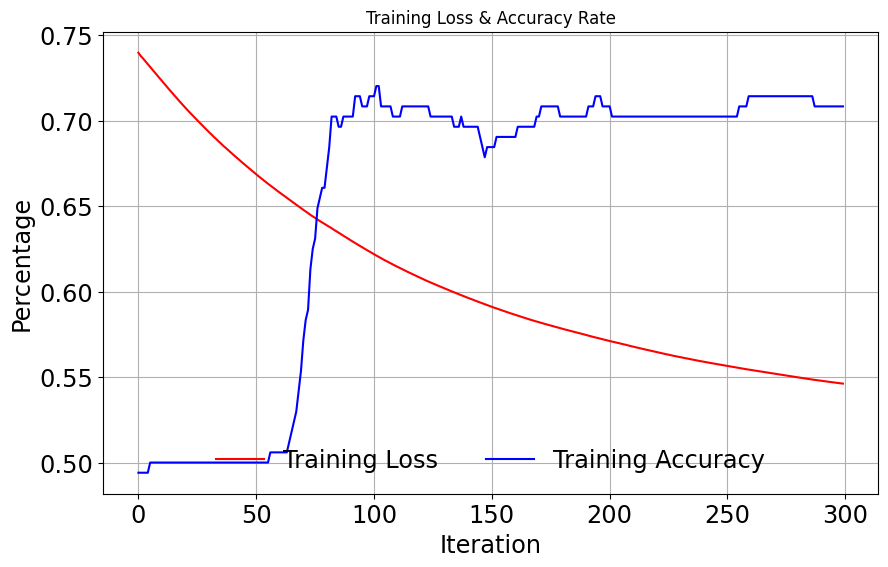 Training Loss & Accuracy Rate
0.75
0.70
0.65
0.60
0.55
0.50
Percentage
Training Loss Training Accuracy
0 50 100 150 200 250 300
Iteration